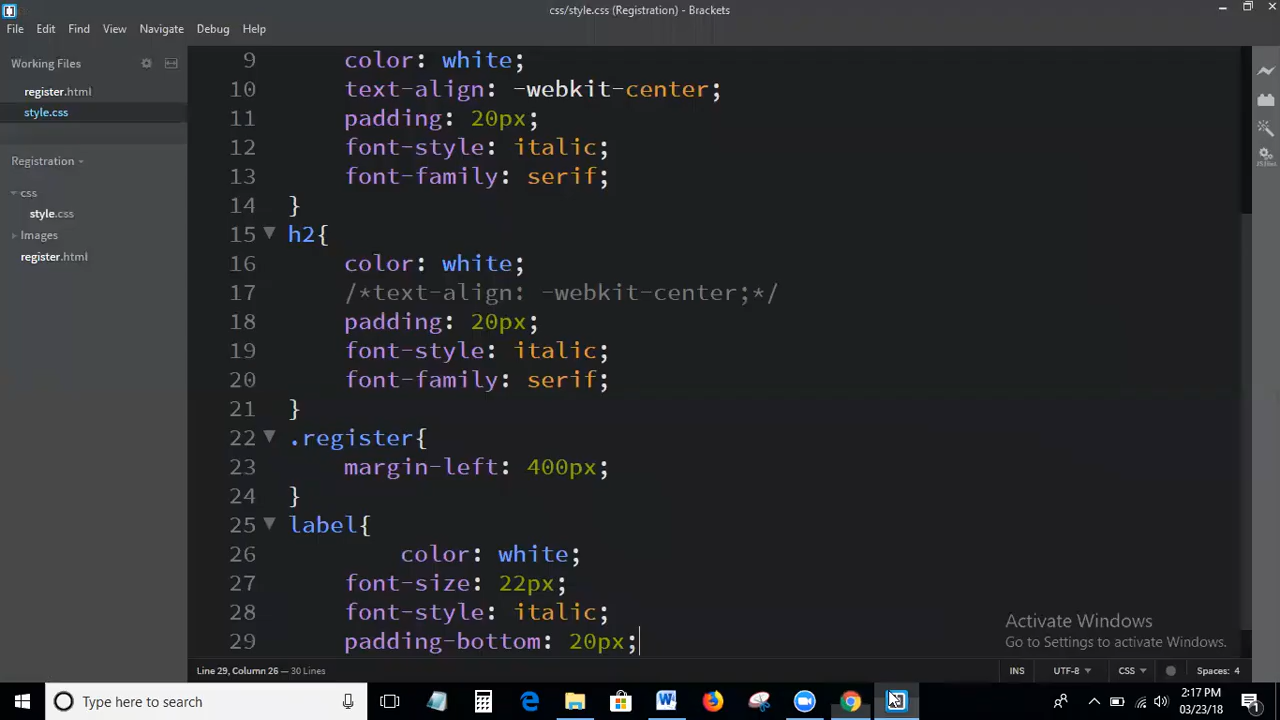 css/style.css (Registration) - Brackets
File Edit Find View Navigate Debug Help
Working Files
register.html
style.css
Registration
css
style.css
Images
register.html
9 color: white;
10 text-align: -webkit-center;
11 padding: 20px;
12 font-style: italic;
13 font-family: serif;
14 }
15 h2{
16 color: white;
17 /*text-align: -webkit-center;*/
18 padding: 20px;
19 font-style: italic;
20 font-family: serif;
21 }
22 .register{
23 margin-left: 400px;
24 }
25 label{
26 color: white;
27 font-size: 22px;
28 font-style: italic;
29 padding-bottom: 20px;
Activate Windows
Go to Settings to activate Windows.
Line 29, Column 26 — 30 Lines
INS UTF-8 CSS Spaces: 4
Type here to search
2:17 PM
03/23/18